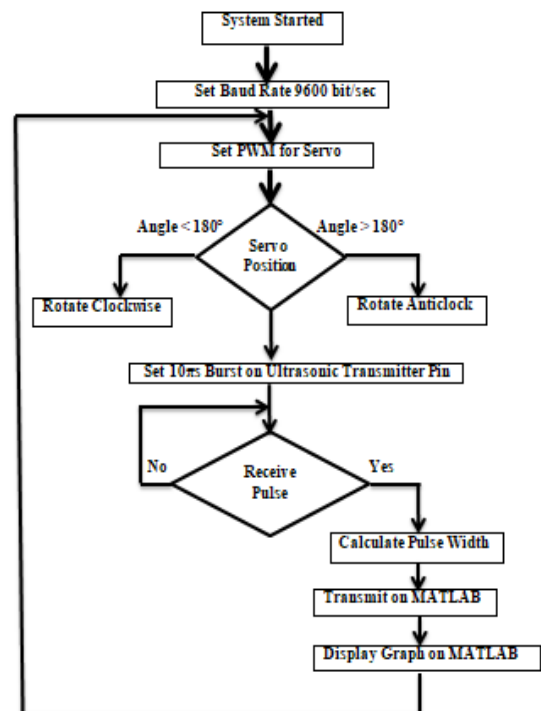 System Started
Set Baud Rate 9600 bit/sec
Set PWM for Servo
Angle < 180°
Angle > 180°
Servo
Position
Rotate Clockwise
Rotate Anticlock
Set 10πs Burst on Ultrasonic Transmitter Pin
No
Yes
Receive
Pulse
Calculate Pulse Width
Transmit on MATLAB
Display Graph on MATLAB